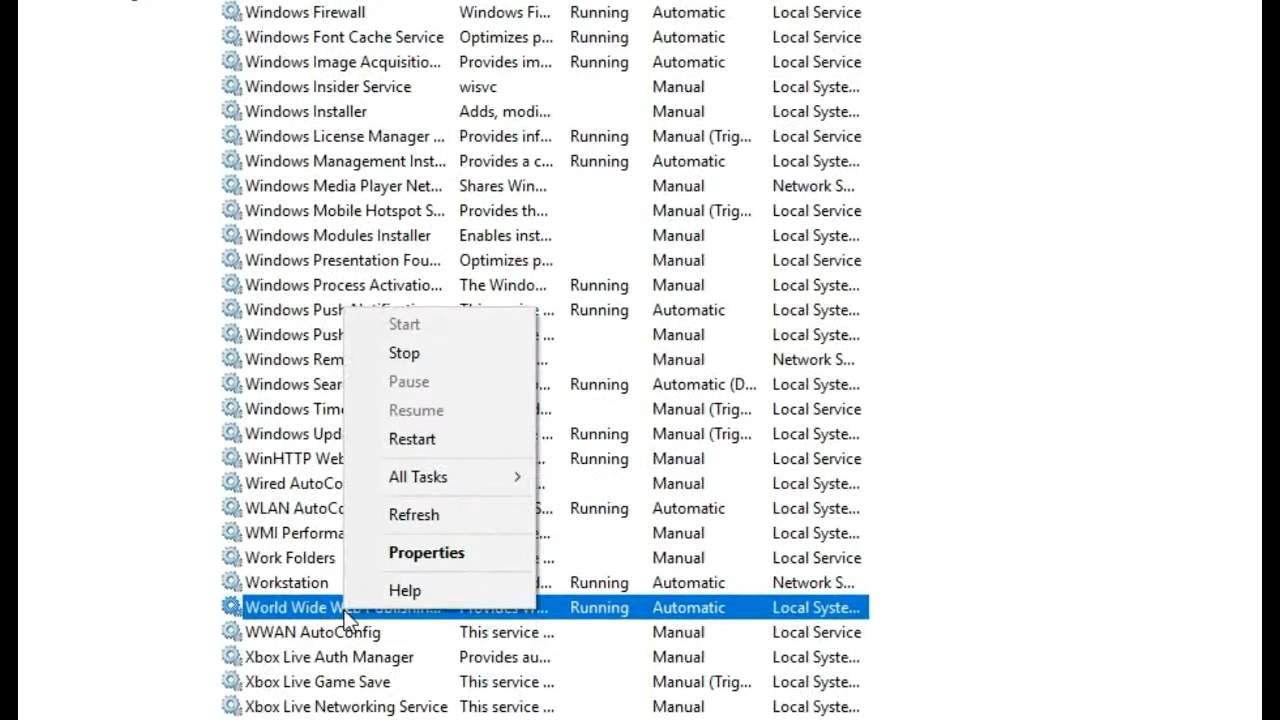 Windows Firewall Windows Fi... Running Automatic Local Service
Windows Font Cache Service Optimizes p... Running Automatic Local Service
Windows Image Acquisitio... Provides im... Running Automatic Local Service
Windows Insider Service wisvc Manual Local Syste...
Windows Installer Adds, modi... Manual Local Syste...
Windows License Manager ... Provides inf... Running Manual (Trig... Local Service
Windows Management Inst... Provides a c... Running Automatic Local Syste...
Windows Media Player Net... Shares Win... Manual Network S...
Windows Mobile Hotspot S... Provides th... Manual (Trig... Local Service
Windows Modules Installer Enables inst... Manual Local Syste...
Windows Presentation Fou... Optimizes p... Manual Local Service
Windows Process Activatio... The Windo... Running Manual Local Syste...
Windows Push ... Running Automatic Local Syste...
Start
Windows Push ... Manual Local Syste...
Stop
Windows Rem Manual Network S...
Pause
Windows Sear Running Automatic (D... Local Syste...
Resume
Windows Time Manual (Trig... Local Service
Restart
Windows Upd ... Running Manual (Trig... Local Syste...
WinHTTP Web Running Manual Local Service
All Tasks
Wired AutoCo Manual Local Syste...
WLAN AutoCo Running Automatic Local Syste...
Refresh
WMI Performa Manual Local Syste...
Properties
Work Folders Manual Local Service
Workstation Running Automatic Network S...
Help
World Wide Running Automatic Local Syste...
WWAN AutoConfig This service ... Manual Local Service
Xbox Live Auth Manager Provides au... Manual Local Syste...
Xbox Live Game Save This service ... Manual (Trig... Local Syste...
Xbox Live Networking Service This service ... Manual Local Syste...